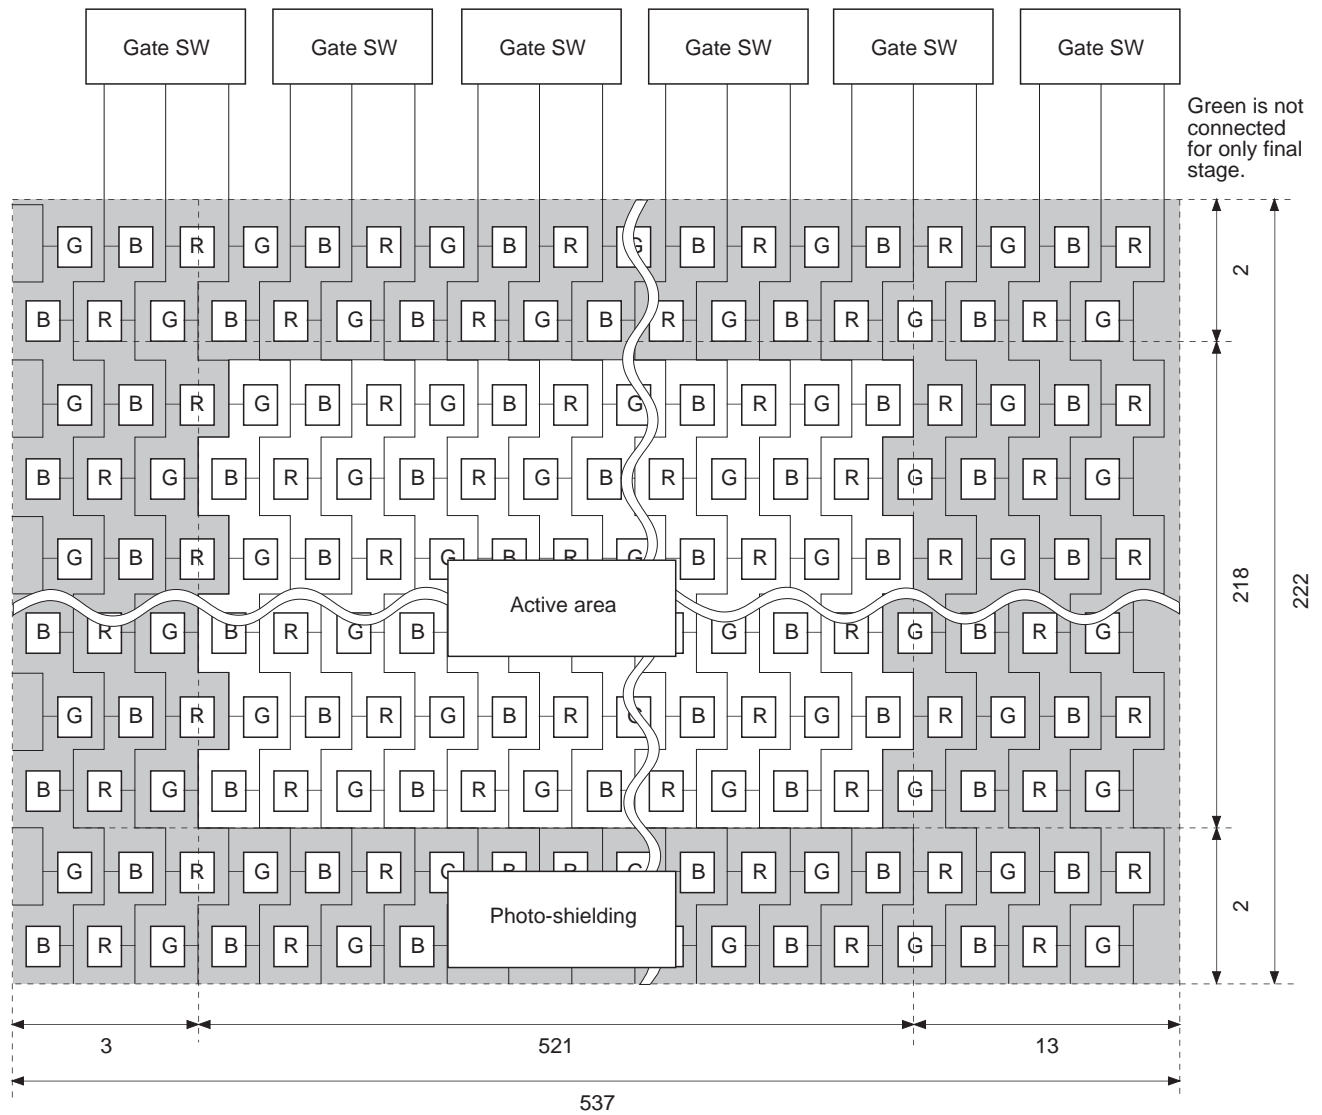 Gate SW Gate SW Gate SW Gate SW Gate SW Gate SW
Green is not
connected
for only final
stage.
G B R G B R G B R G B R G B R G B R
2
B R G B R G B R G B R G B R G B R G
G B R G B R G B R G B R G B R G B R
B R G B R G B R G B R G B R G B R G
G B R G B R G B R G B R G B R G B R
218
222
Active area
B R G B R G B G B R G B R G
G B R G B R G B R G B R G B R G B R
B R G B R G B R G B R G B R G B R G
G B R G B R G B R G B R G B R G B R
2
Photo-shielding
B R G B R G B G B R G B R G
3 521 13
537